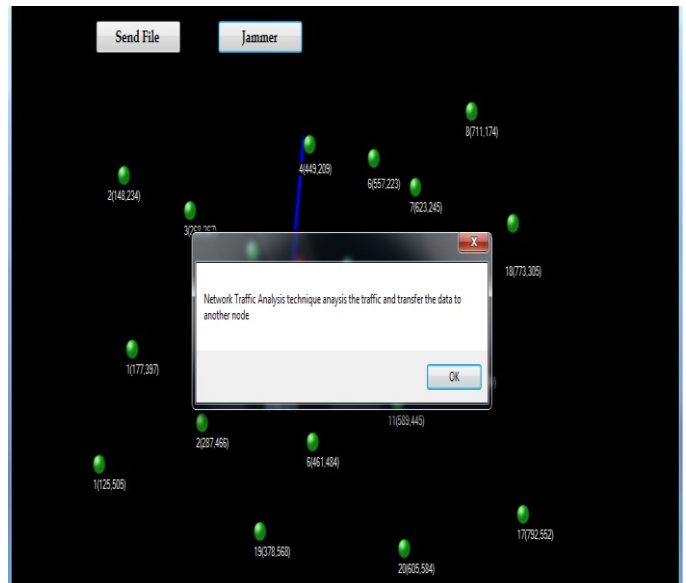 Send File
Jammer
8(711,174)
4(449,209)
6(557,223)
2(148,234)
7(623,245)
18(773,305)
X
Network Traffic Analysis technique anaysis the traffic and transfer the data to
another node
OK
1(177,397)
11(589,445)
2(287,466)
6(461,484)
1(125,505)
17(792,552)
19(378,568)
20(605,584)